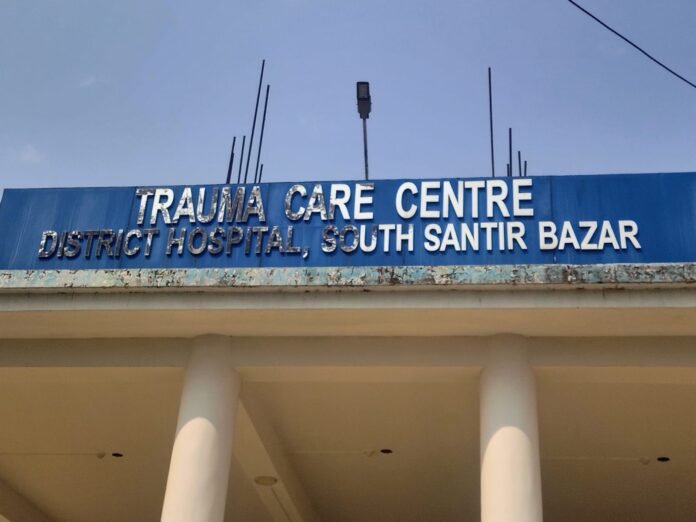 TRAUMA CARE CENTRE
DISTRICT HOSPITAL, SOUTH SANTIR BAZAR